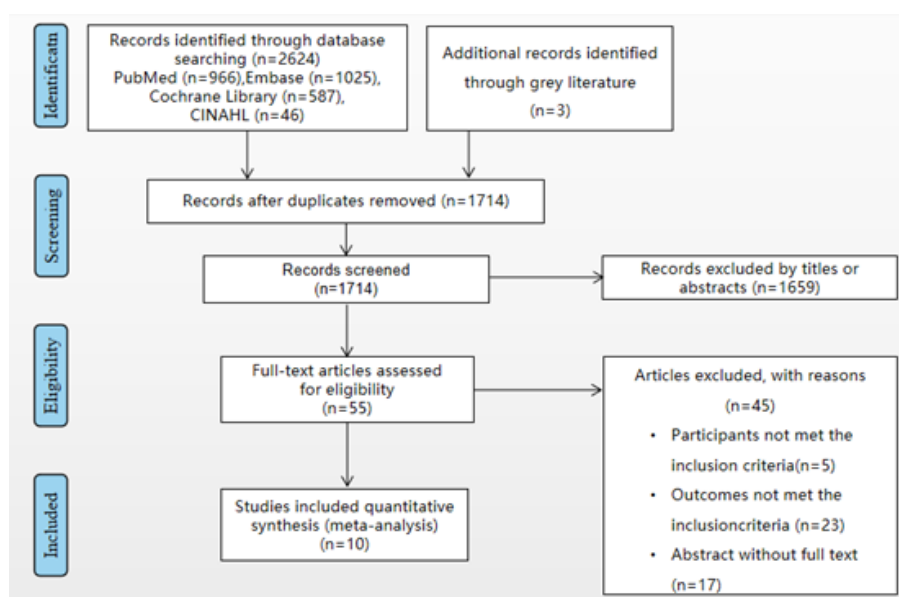 Identificatn
Records identified through database
searching (n=2624)
PubMed (n=966),Embase (n=1025),
Cochrane Library (n=587),
CINAHL (n=46)
Additional records identified
through grey literature
(n=3)
Screening
Records after duplicates removed (n=1714)
Records screened
(n=1714)
Records excluded by titles or
abstracts (n=1659)
Eligibility
Full-text articles assessed
for eligibility
(n=55)
Articles excluded, with reasons
(n=45)
• Participants not met the
inclusion criteria(n=5)
• Outcomes not met the
inclusioncriteria (n=23)
• Abstract without full text
(n=17)
Included
Studies included quantitative
synthesis (meta-analysis)
(n=10)